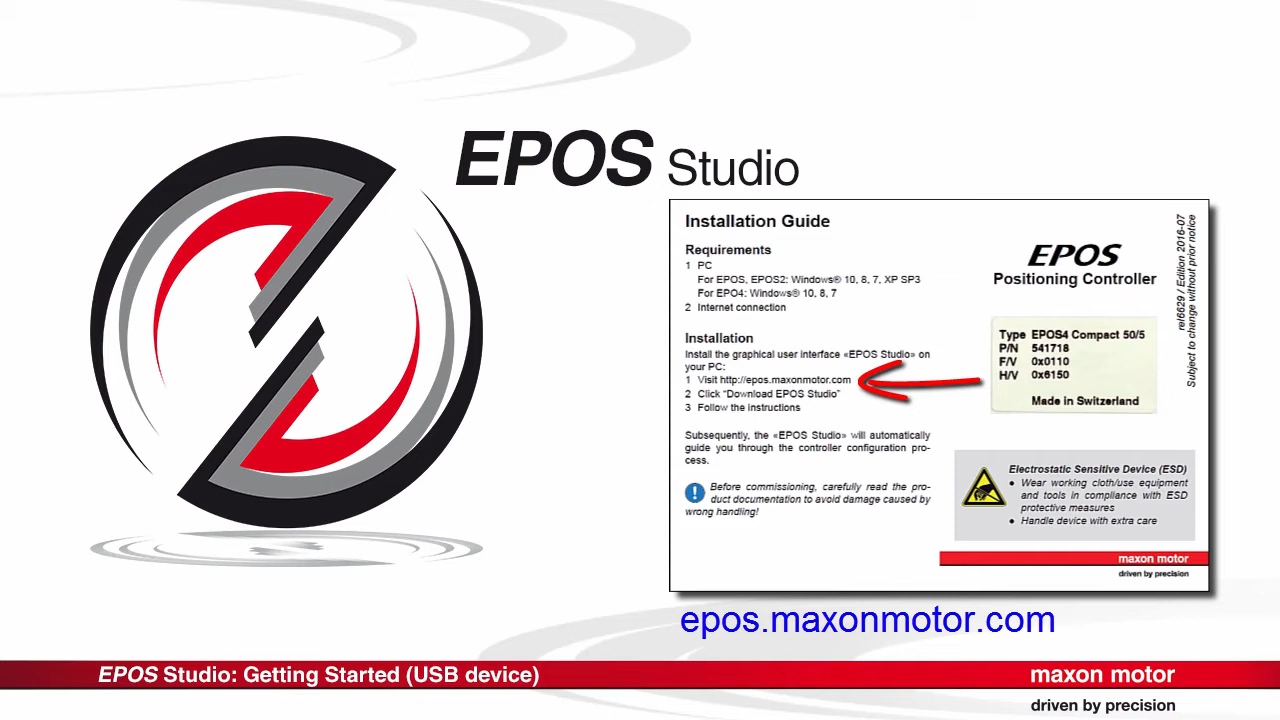 EPOS Studio
Installation Guide
Requirements
1 PC
For EPOS, EPOS2: Windows® 10, 8, 7, XP SP3
For EPO4: Windows® 10, 8, 7
2 Internet connection
Installation
Install the graphical user interface «EPOS Studio» on
your PC:
1 Visit http://epos.maxonmotor.com
2 Click “Download EPOS Studio”
3 Follow the instructions
Subsequently, the «EPOS Studio» will automatically
guide you through the controller configuration pro-
cess.
Before commissioning, carefully read the pro-
duct documentation to avoid damage caused by
wrong handling!
EPOS
Positioning Controller
rel6629 / Edition 2016-07
Subject to change without prior notice
Type EPOS4 Compact 50/5
P/N 541718
F/V 0x0110
H/V 0x6150
Made in Switzerland
Electrostatic Sensitive Device (ESD)
● Wear working cloth/use equipment
and tools in compliance with ESD
protective measures
● Handle device with extra care
maxon motor
driven by precision
epos.maxonmotor.com
EPOS Studio: Getting Started (USB device)
maxon motor
driven by precision